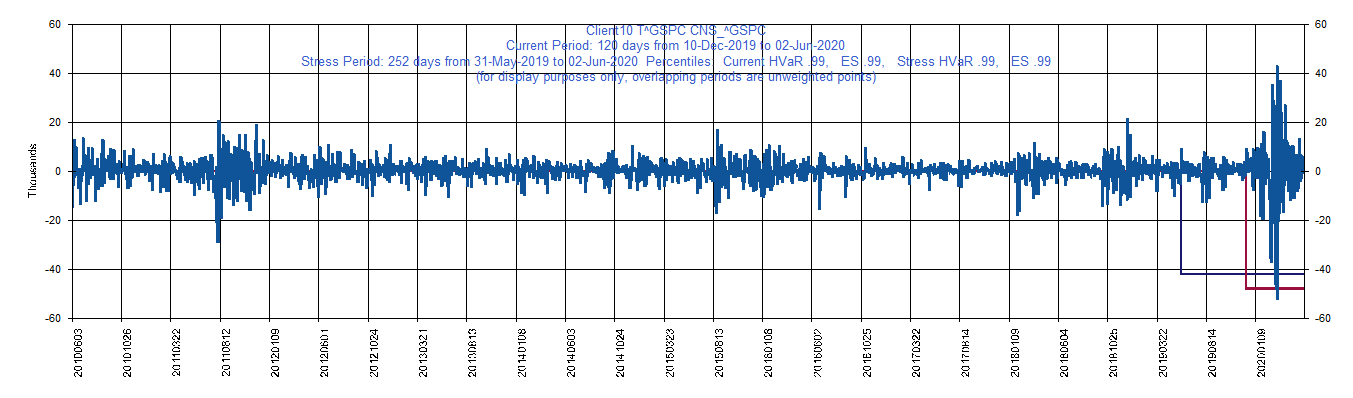 Client10 T^GSPC CNS_^GSPC
Current Period: 120 days from 10-Dec-2019 to 02-Jun-2020
Stress Period: 252 days from 31-May-2019 to 02-Jun-2020 Percentiles: Current HVaR .99, ES .99, Stress HVaR .99, ES .99
(for display purposes only, overlapping periods are unweighted points)
60 60
40 40
20 20
0 0
-20 -20
-40 -40
-60 -60
Thousands
20100603 20101026 20110322 20110812 20120109 20120601 20121024 20130321 20130813 20140108 20140603 20141024 20150323 20150813 20160108 20160602 20161025 20170322 20170814 20180109 20180604 20181025 20190322 20190814 20200109